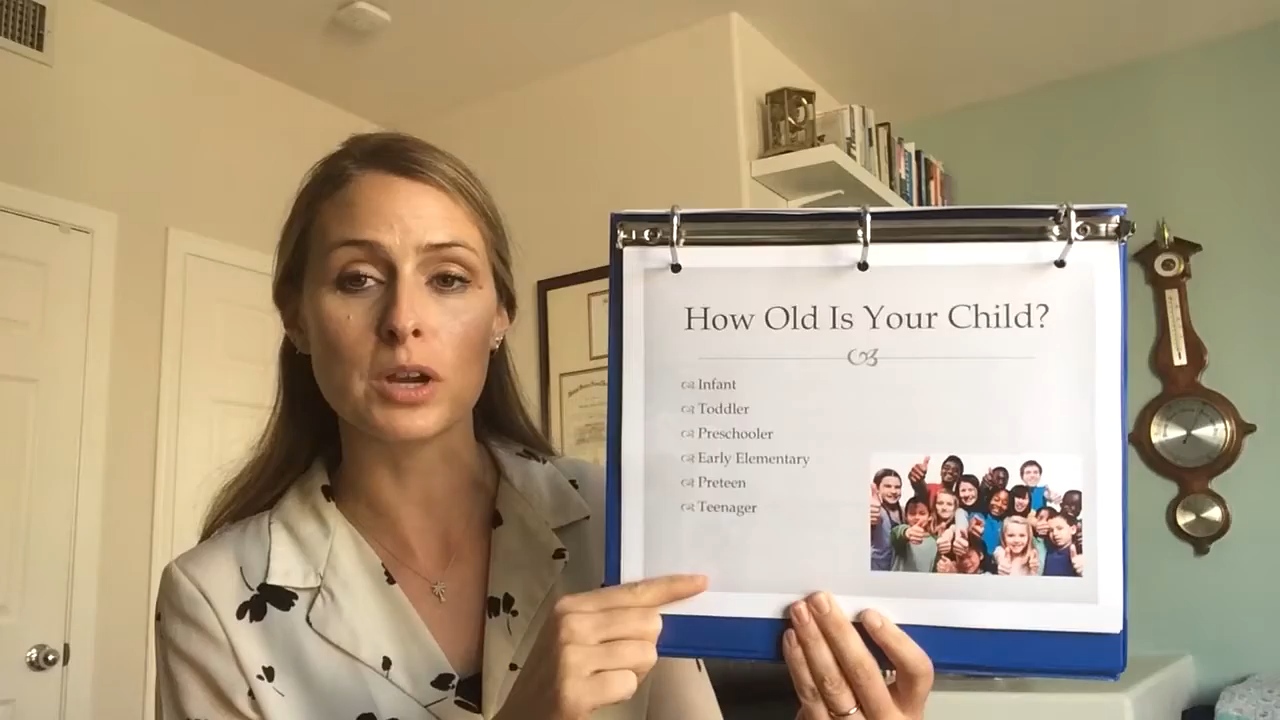 How Old Is Your Child?
Infant
Toddler
Preschooler
Early Elementary
Preteen
Teenager